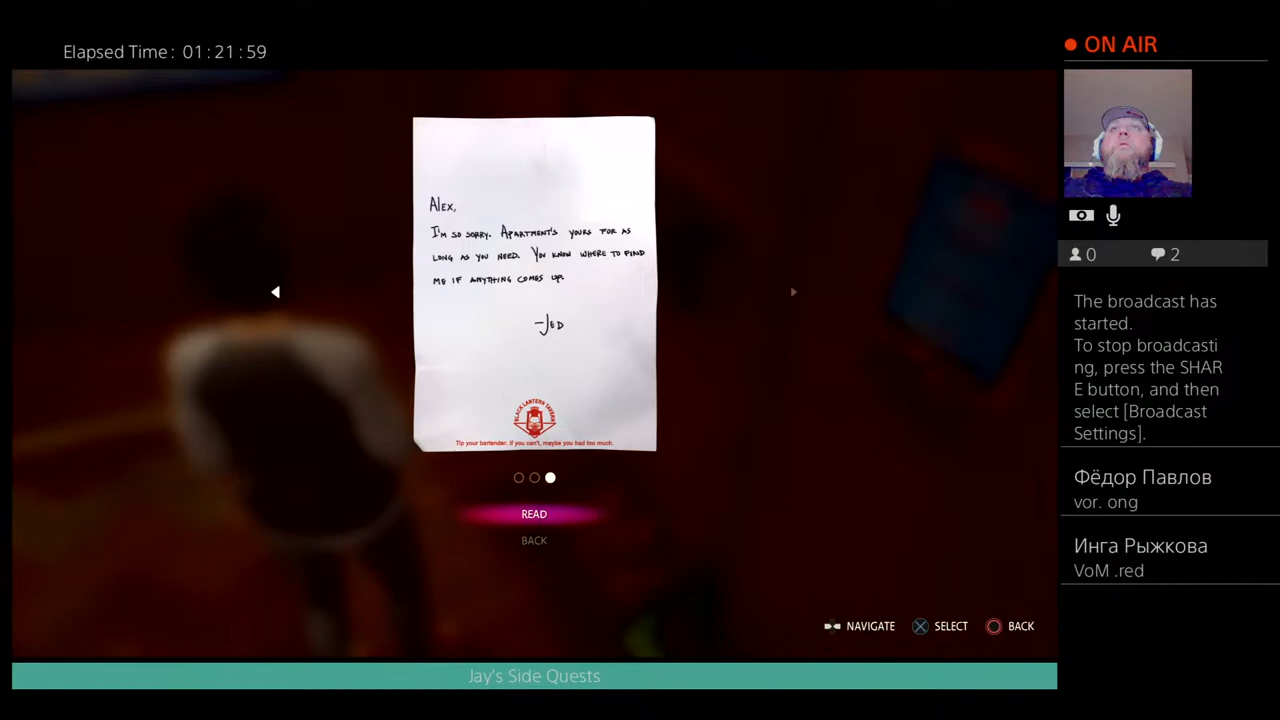 Elapsed Time: 01:21:59
ON AIR
0
2
The broadcast has
started.
To stop broadcasti
ng, press the SHAR
E button, and then
select [Broadcast
Settings].
Фёдор Павлов
vor. ong
Инга Рыжкова
VoM .red
ALEX,
I'M SO SORRY. APARTMENT'S YOURS FOR AS
LONG AS YOU NEED. YOU KNOW WHERE TO FIND
ME IF ANYTHING COMES UP.
-JED
BLACK LANTERN TAVERN
Tip your bartender. If you can't, maybe you had too much.
READ
BACK
NAVIGATE SELECT BACK
Jay's Side Quests